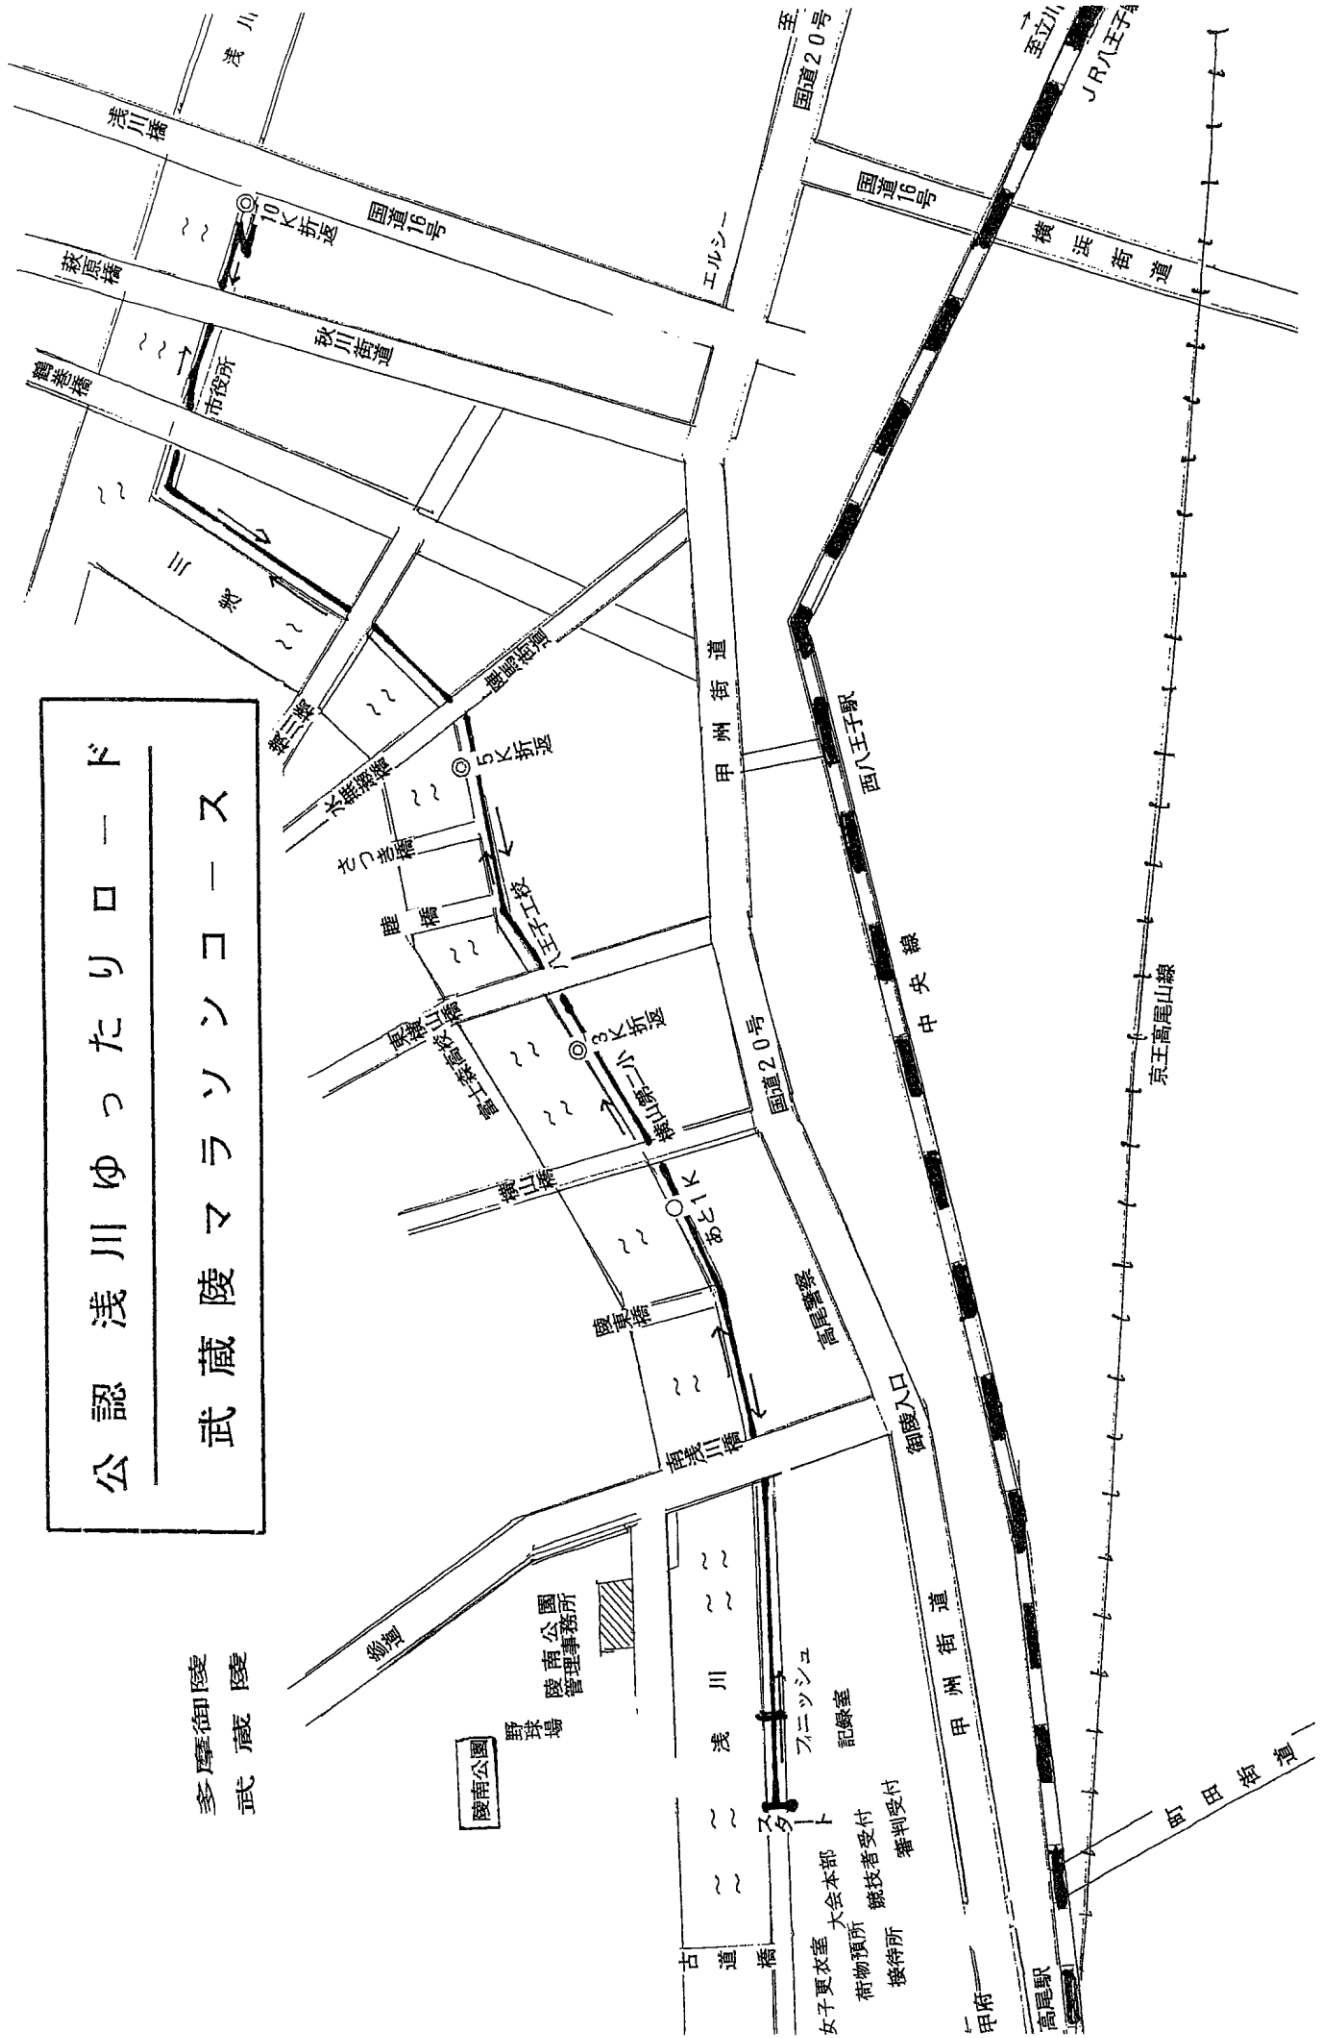 公認 浅川ゆったりロード
武蔵陵マラソンコース
多摩御陵
武蔵陵
陵南公園
野球場
陵南公園
管理事務所
参道
古道橋
浅川
スタート
フィニッシュ
記録室
女子更衣室
大会本部
荷物預所
競技者受付
接待所
審判受付
甲府
高尾駅
町田街道
甲州街道
南浅川橋
御陵入口
高尾警察
陵東橋
あと1K
横山橋
横山第二小
3K折返
国道20号
富士森高校
東横山橋
八王子工校
睦橋
さつき橋
5K折返
水無瀬橋
陣馬街道
横三橋
甲州街道
西八王子駅
中央線
京王高尾山線
鶴巻橋
市役所
萩原橋
秋川街道
10K折返
浅川橋
浅川
国道16号
エルシー
国道20号
至
国道16号
横浜街道
至立川
JR八王子